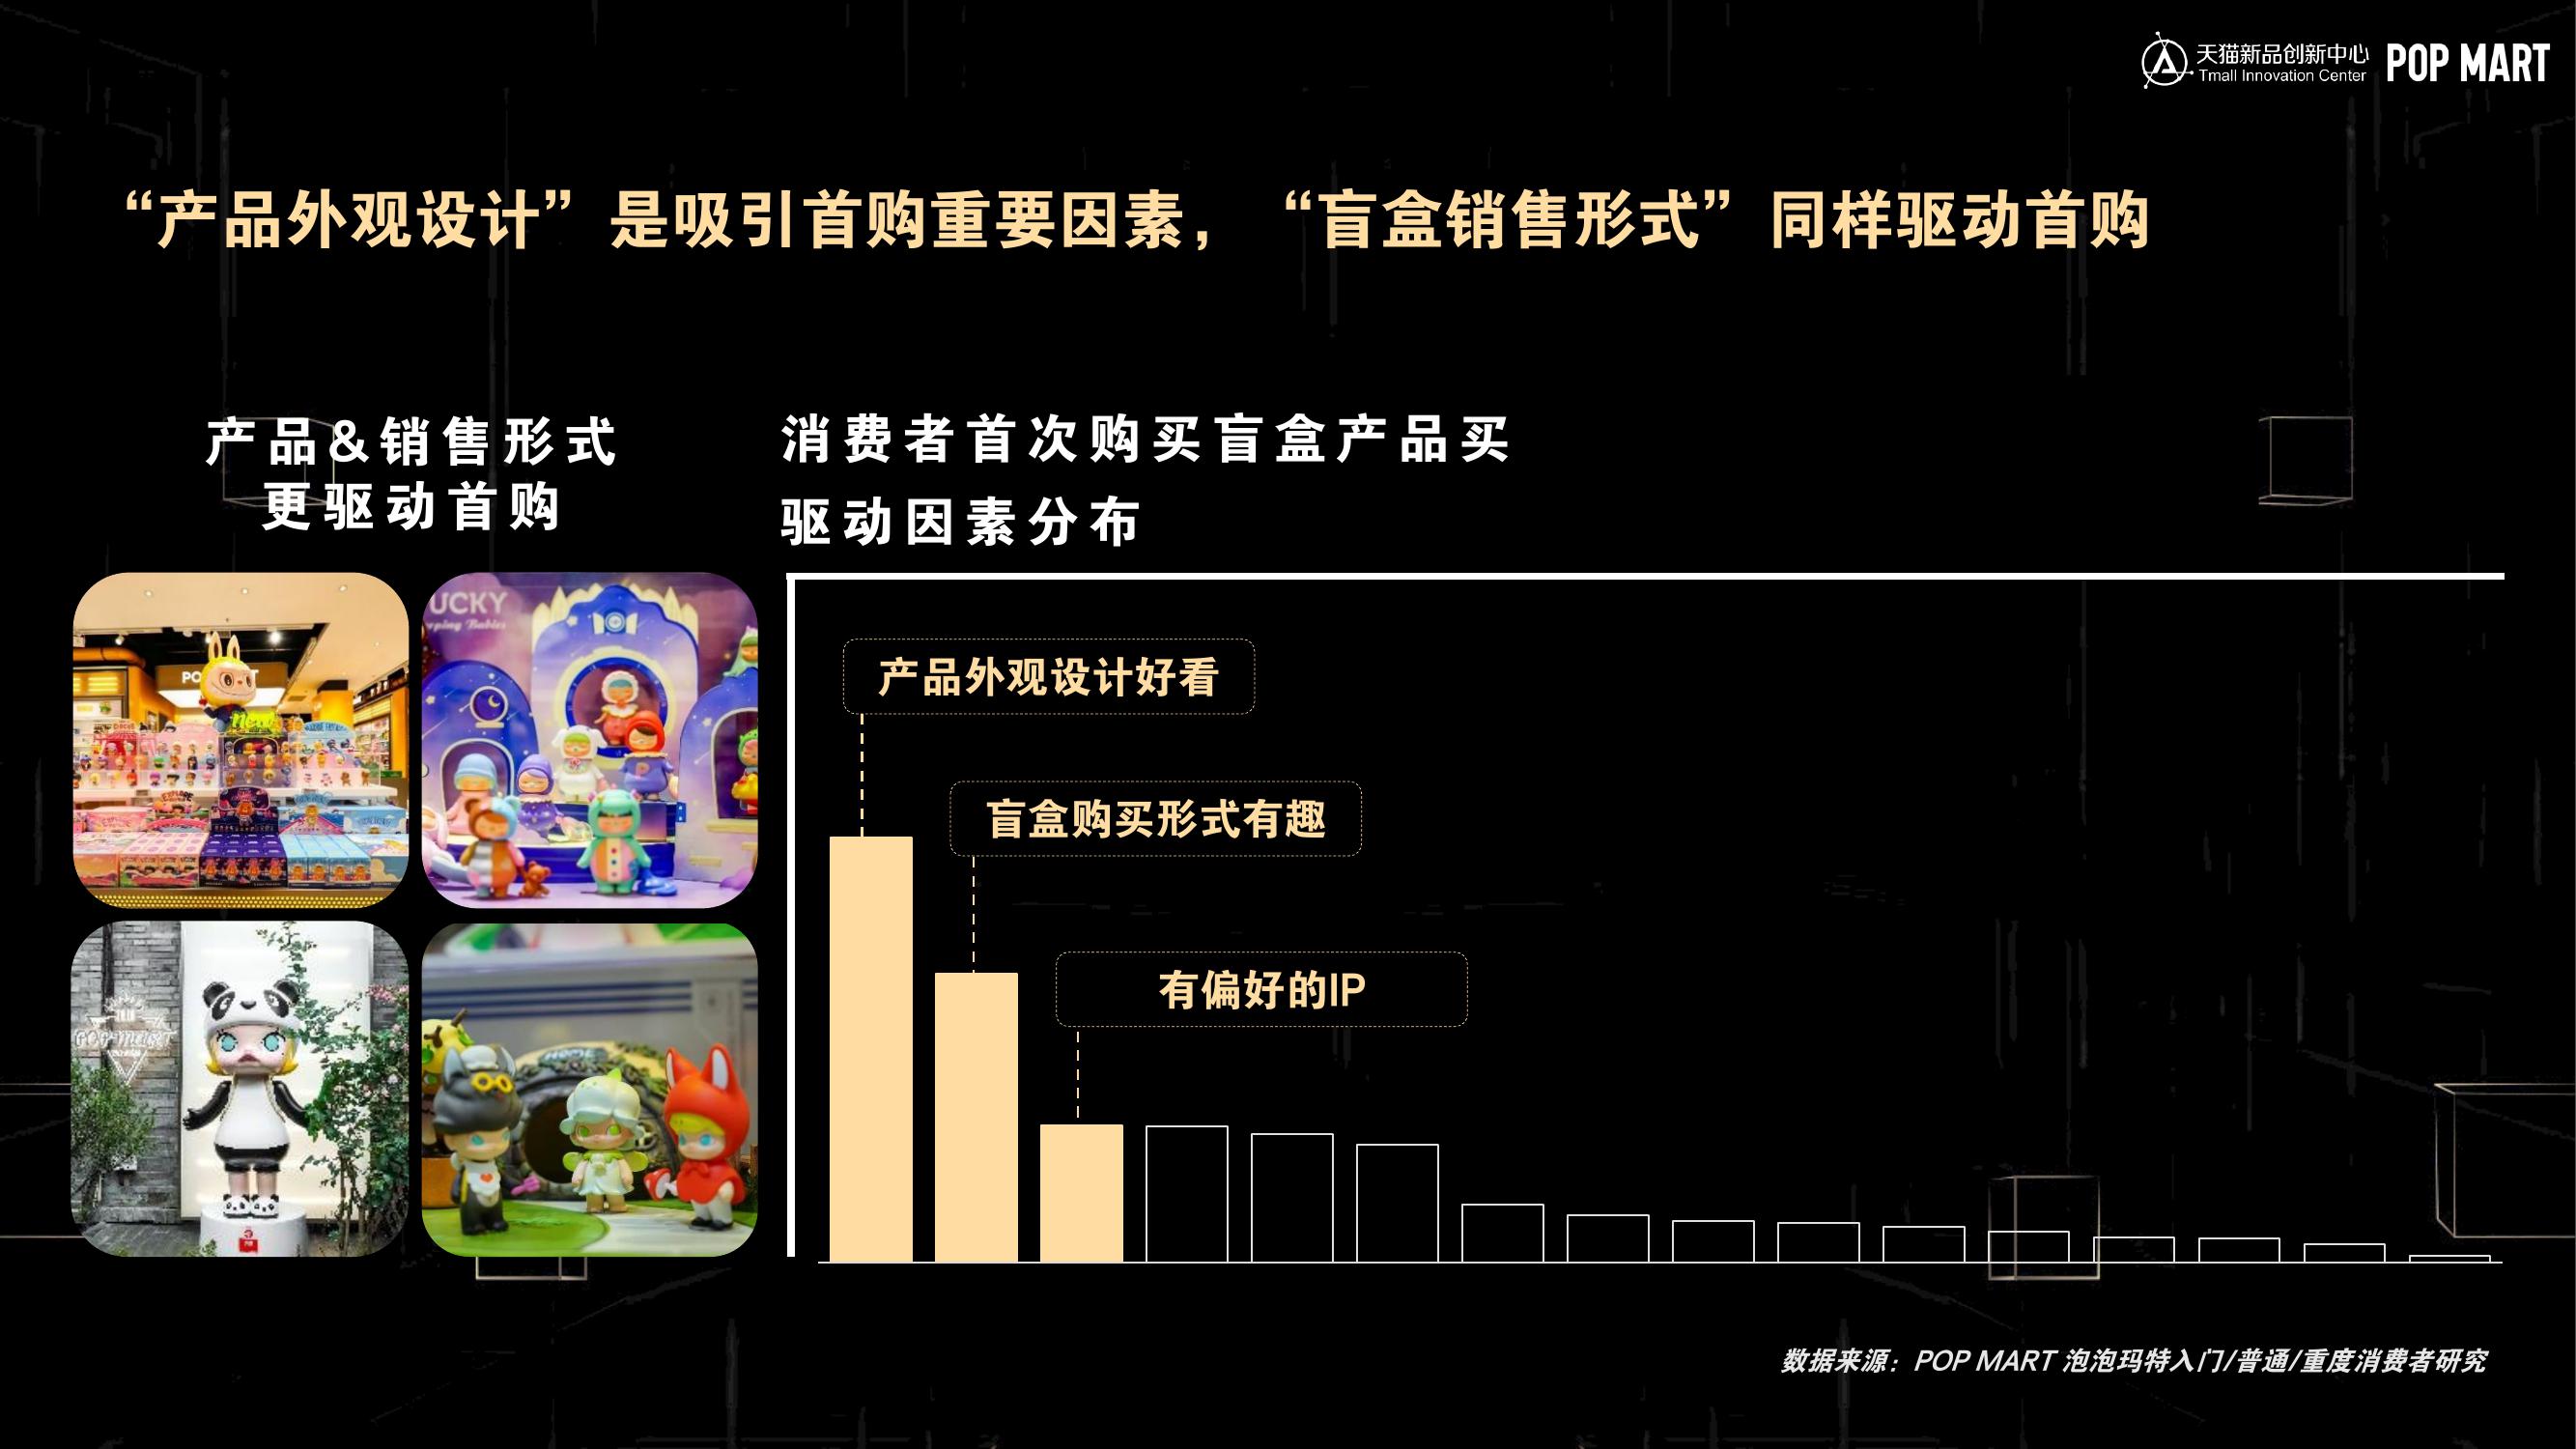 天猫新品创新中心
Tmall Innovation Center
POP MART
“产品外观设计”是吸引首购重要因素，“盲盒销售形式”同样驱动首购
产品&销售形式
更驱动首购
消费者首次购买盲盒产品买
驱动因素分布
UCKY
产品外观设计好看
盲盒购买形式有趣
有偏好的IP
数据来源：POP MART 泡泡玛特入门/普通/重度消费者研究